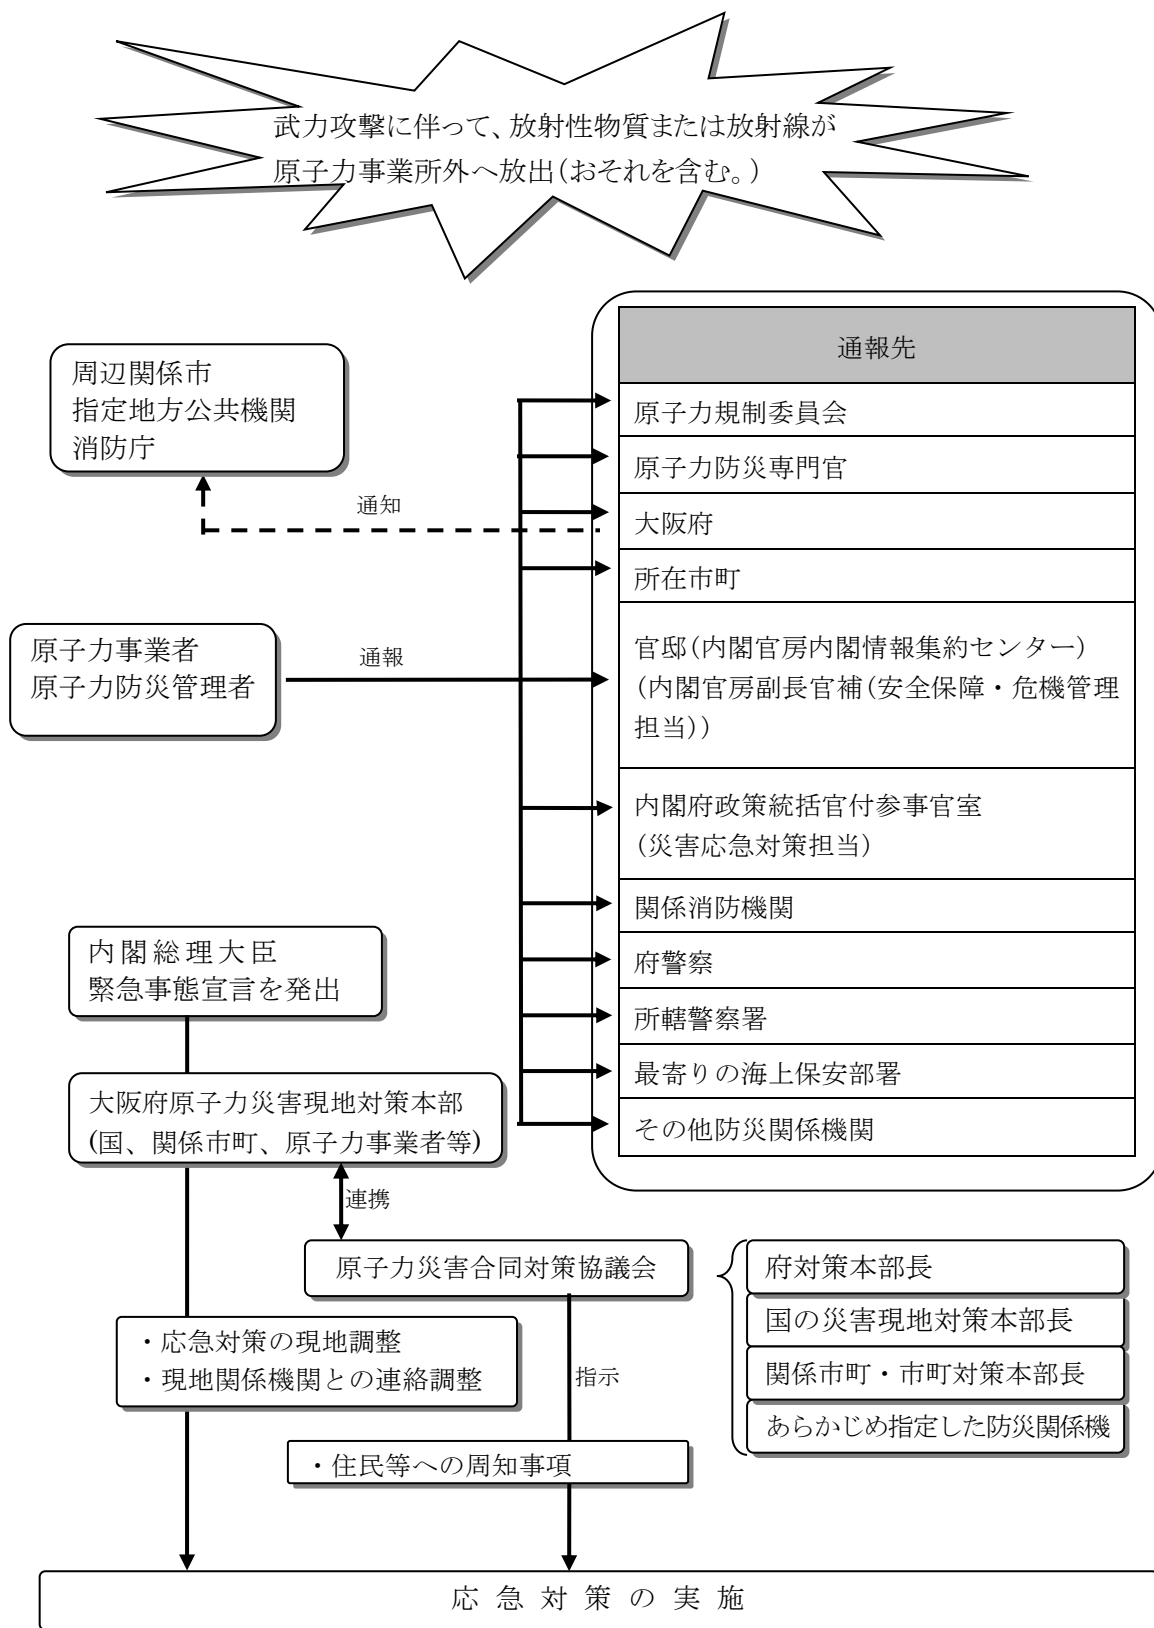 武力攻撃に伴って、放射性物質または放射線が
原子力事業所外へ放出(おそれを含む。)
通報先
原子力規制委員会
原子力防災専門官
大阪府
所在市町
官邸(内閣官房内閣情報集約センター)
(内閣官房副長官補(安全保障・危機管理
担当))
内閣府政策統括官付参事官室
(災害応急対策担当)
関係消防機関
府警察
所轄警察署
最寄りの海上保安部署
その他防災関係機関
周辺関係市
指定地方公共機関
消防庁
通知
原子力事業者
原子力防災管理者
通報
内閣総理大臣
緊急事態宣言を発出
大阪府原子力災害現地対策本部
(国、関係市町、原子力事業者等)
連携
原子力災害合同対策協議会
府対策本部長
国の災害現地対策本部長
関係市町・市町対策本部長
あらかじめ指定した防災関係機
・応急対策の現地調整
・現地関係機関との連絡調整
指示
・住民等への周知事項
応急対策の実施